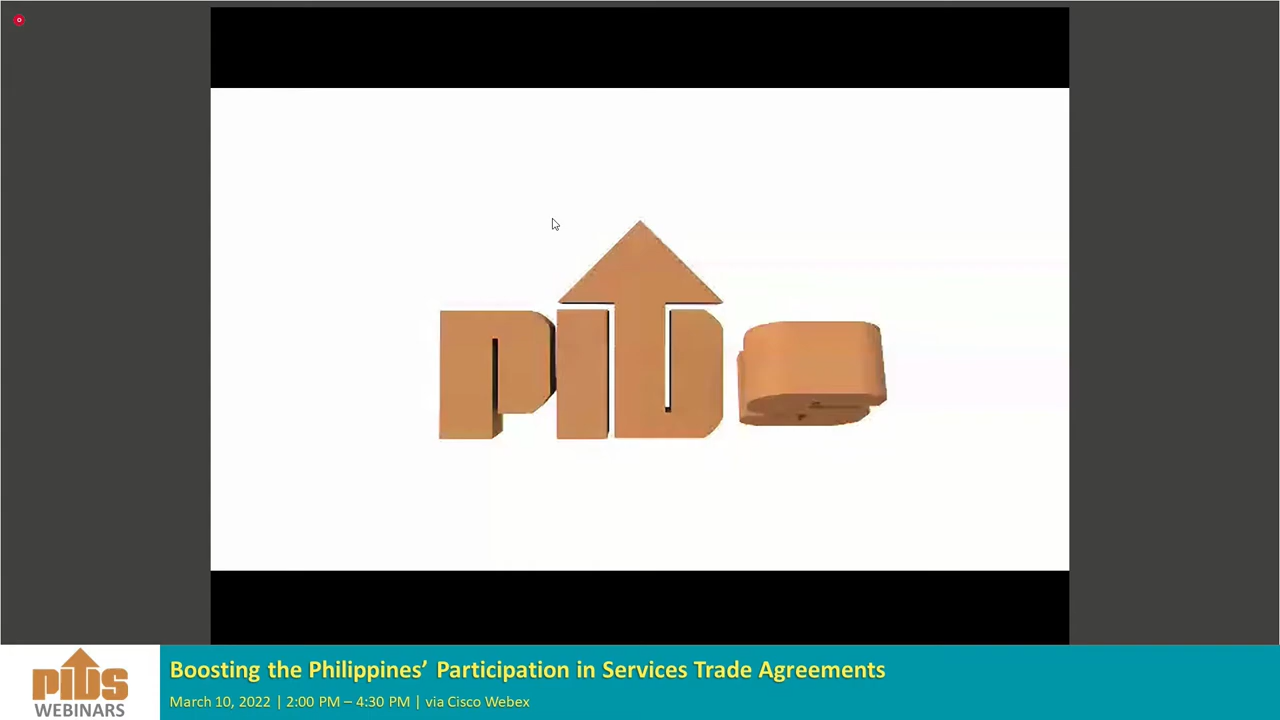 PIDS
PIDS
WEBINARS
Boosting the Philippines’ Participation in Services Trade Agreements
March 10, 2022 | 2:00 PM – 4:30 PM | via Cisco Webex